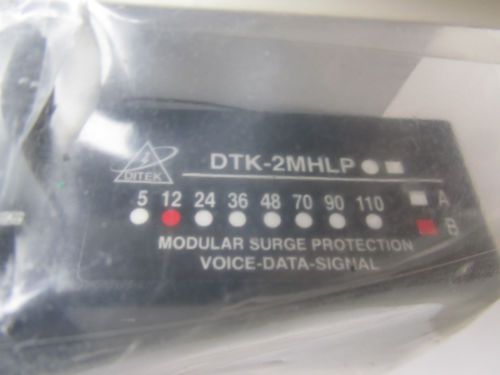 DITEK
DTK-2MHLP
5 12 24 36 48 70 90 110
A
B
MODULAR SURGE PROTECTION
VOICE-DATA-SIGNAL